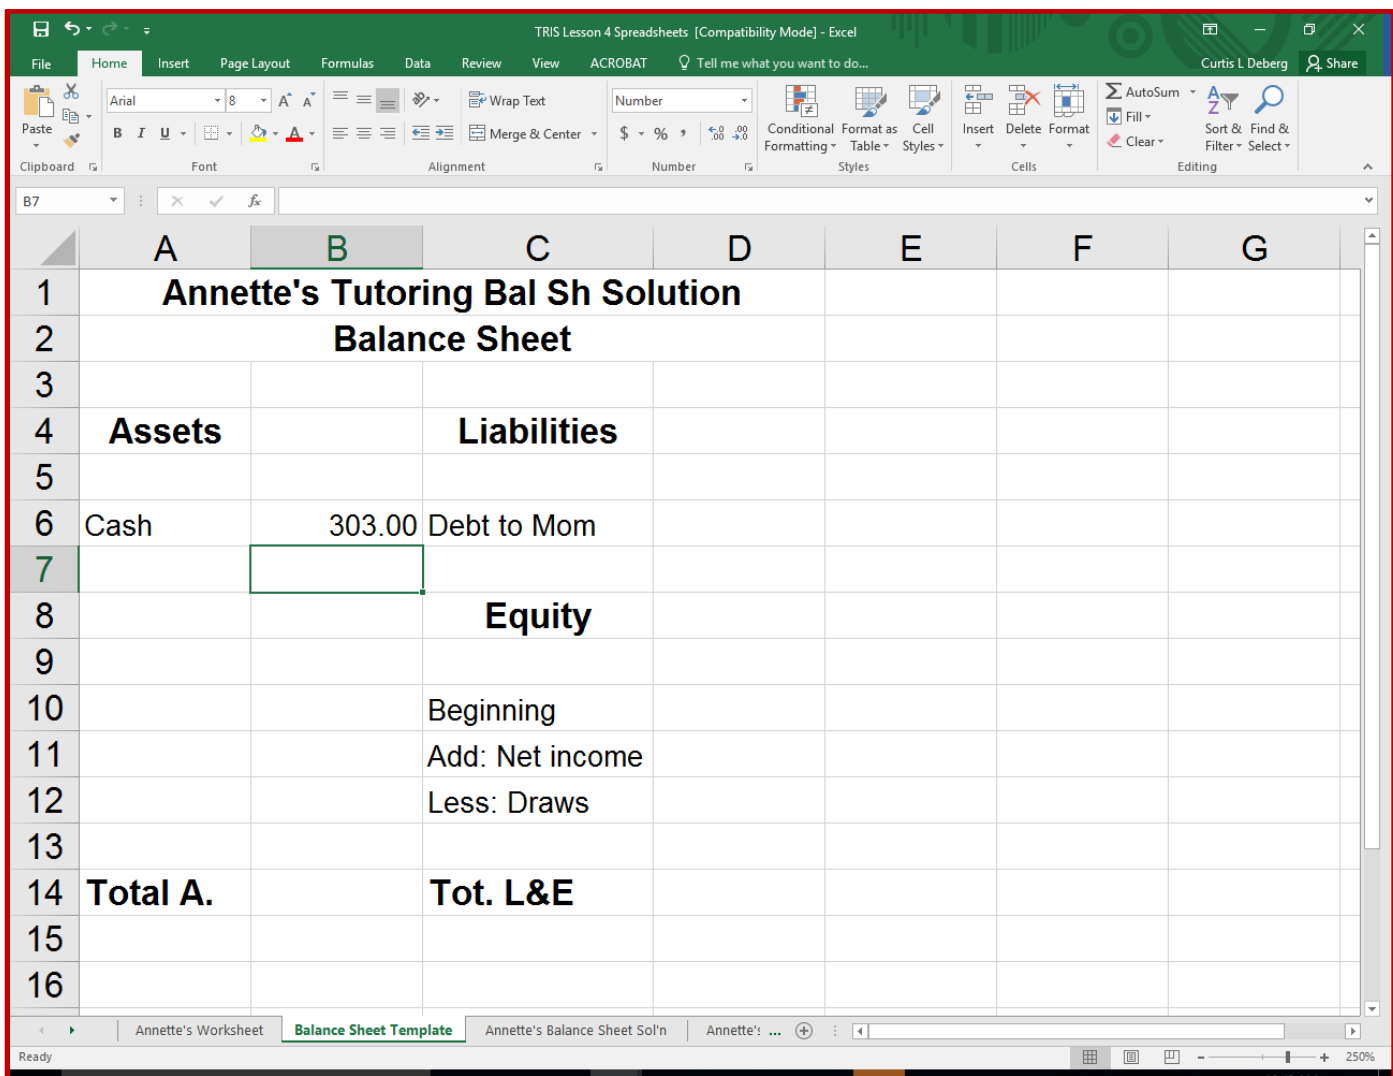 TRIS Lesson 4 Spreadsheets [Compatibility Mode] - Excel
File Home Insert Page Layout Formulas Data Review View ACROBAT Tell me what you want to do... Curtis L Deberg Share
Paste
Clipboard
Arial 8
B I U
Font
Wrap Text
Merge & Center
Alignment
Number
$ % ,
Number
Conditional Formatting
Format as Table
Cell Styles
Styles
Insert Delete Format
Cells
AutoSum
Fill
Clear
Sort & Filter
Find & Select
Editing
B7 fx
A B C D E F G
1 Annette's Tutoring Bal Sh Solution
2 Balance Sheet
3
4 Assets Liabilities
5
6 Cash 303.00 Debt to Mom
7
8 Equity
9
10 Beginning
11 Add: Net income
12 Less: Draws
13
14 Total A. Tot. L&E
15
16
Annette's Worksheet Balance Sheet Template Annette's Balance Sheet Sol'n Annette's ...
Ready 250%